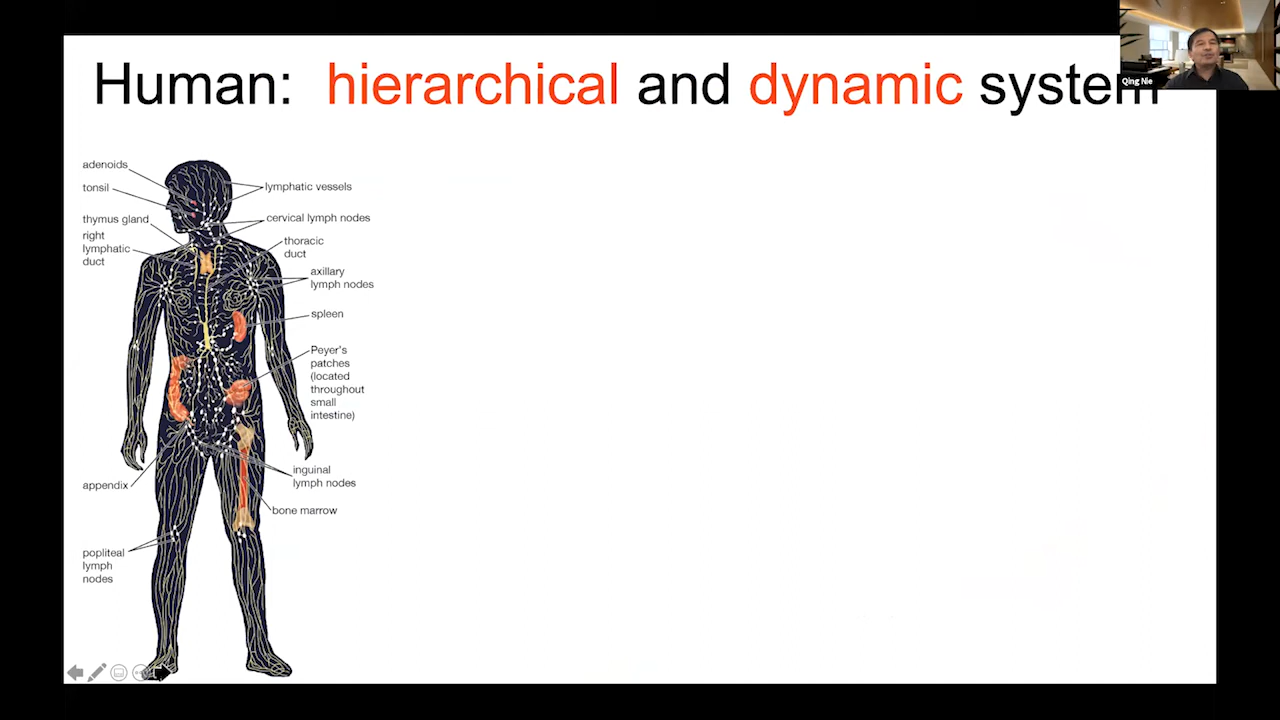 Human: hierarchical and dynamic system
Qing Nie
adenoids
tonsil
thymus gland
right
lymphatic
duct
appendix
popliteal
lymph
nodes
lymphatic vessels
cervical lymph nodes
thoracic
duct
axillary
lymph nodes
spleen
Peyer's
patches
(located
throughout
small
intestine)
inguinal
lymph nodes
bone marrow